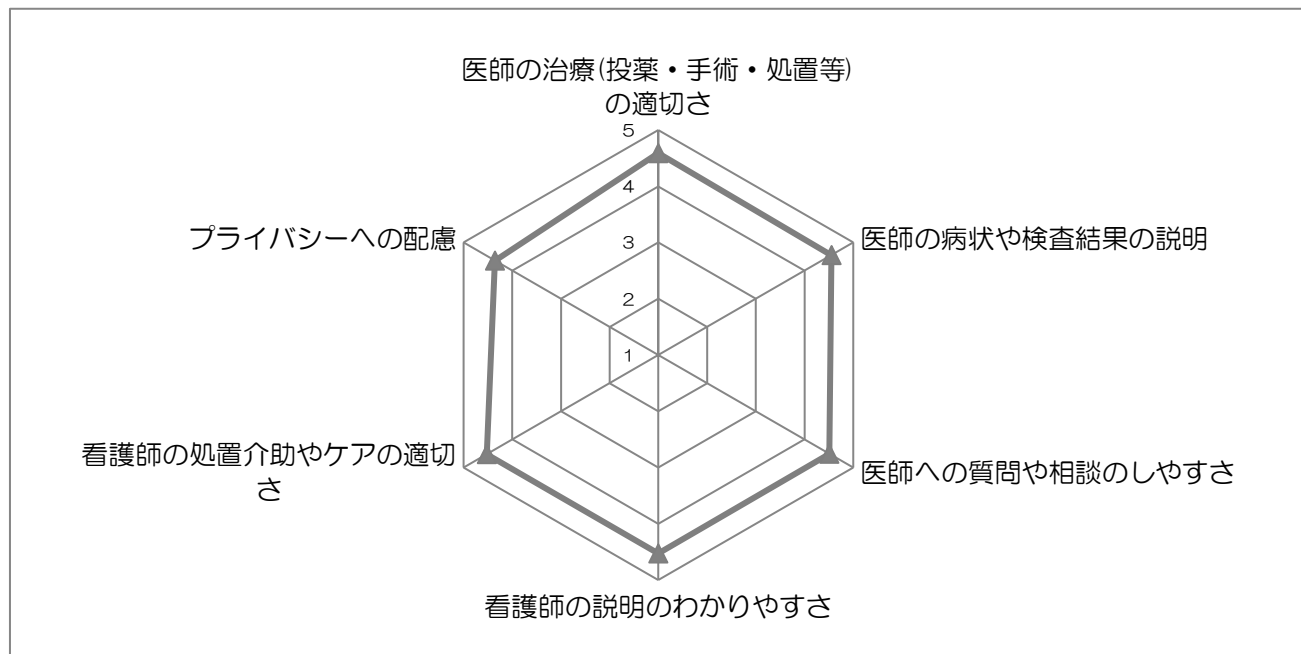 医師の治療(投薬・手術・処置等)
の適切さ
5
4
3
2
1
プライバシーへの配慮
医師の病状や検査結果の説明
看護師の処置介助やケアの適切
さ
医師への質問や相談のしやすさ
看護師の説明のわかりやすさ